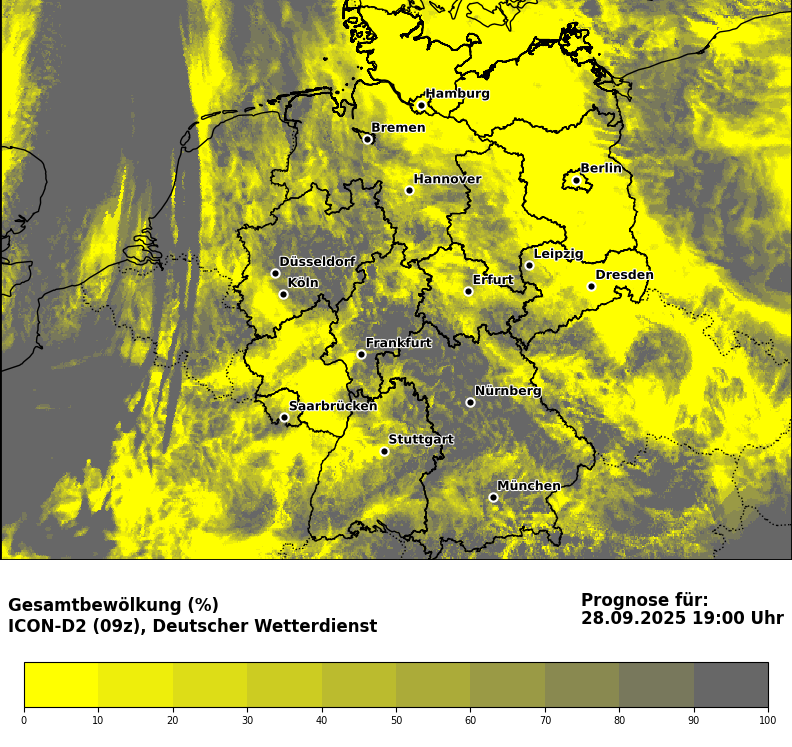 Hamburg
Bremen
Berlin
Hannover
Leipzig
Düsseldorf
Dresden
Köln
Erfurt
Frankfurt
Nürnberg
Saarbrücken
Stuttgart
München
Gesamtbewölkung (%)
ICON-D2 (09z), Deutscher Wetterdienst
Prognose für:
28.09.2025 19:00 Uhr
0 10 20 30 40 50 60 70 80 90 100